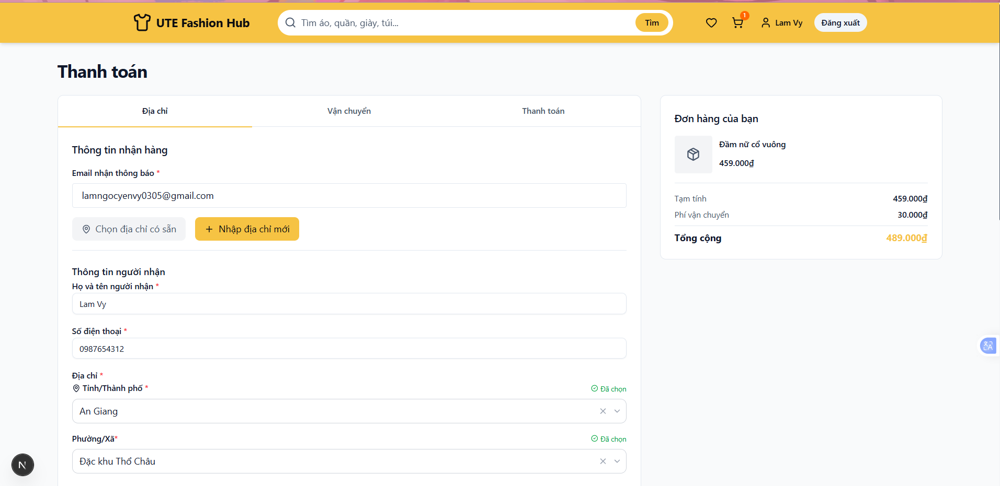 UTE Fashion Hub
Tìm áo, quần, giày, túi...
Tìm
1
Lam Vy
Đăng xuất
Thanh toán
Địa chỉ
Vận chuyển
Thanh toán
Thông tin nhận hàng
Email nhận thông báo *
lamngocyenvy0305@gmail.com
Chọn địa chỉ có sẵn
+ Nhập địa chỉ mới
Thông tin người nhận
Họ và tên người nhận *
Lam Vy
Số điện thoại *
0987654312
Địa chỉ *
Tỉnh/Thành phố *
Đã chọn
An Giang
Phường/Xã*
Đã chọn
Đặc khu Thổ Châu
Đơn hàng của bạn
Đầm nữ cổ vuông
459.000₫
Tạm tính 459.000₫
Phí vận chuyển 30.000₫
Tổng cộng 489.000₫
N
文A